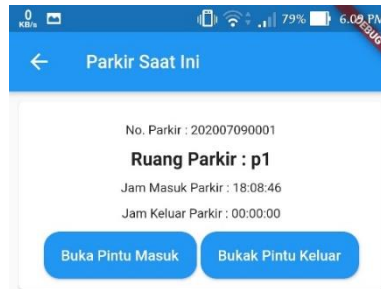 0 KB/s 79% 6.09 PM
DEBUG
Parkir Saat Ini
No. Parkir : 202007090001
Ruang Parkir : p1
Jam Masuk Parkir : 18:08:46
Jam Keluar Parkir : 00:00:00
Buka Pintu Masuk Bukak Pintu Keluar